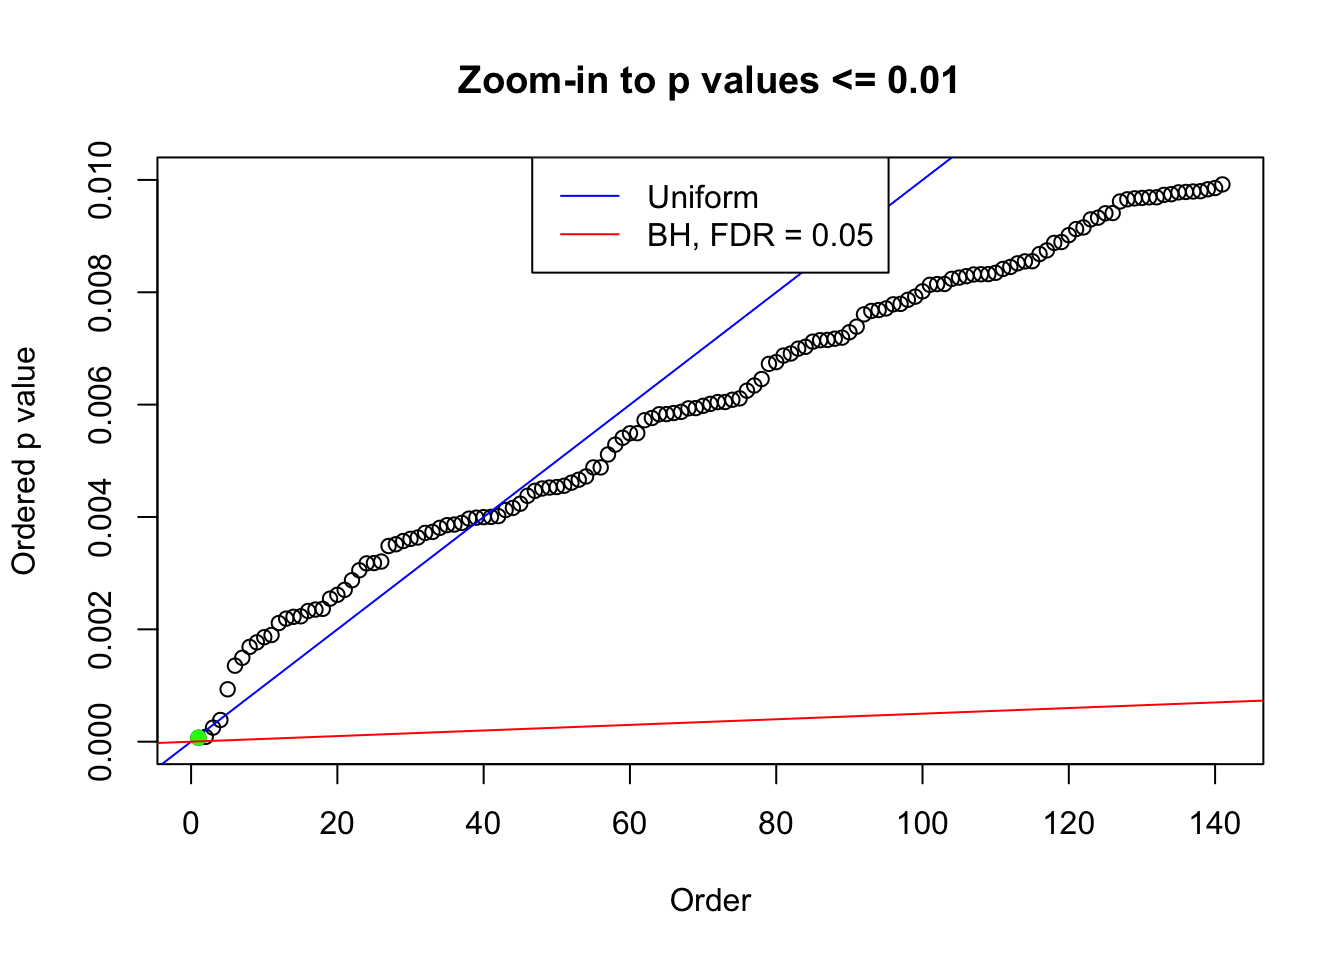 Zoom-in to p values <= 0.01
Uniform
BH, FDR = 0.05
Ordered p value
0.010
0.008
0.006
0.004
0.002
0.000
0 20 40 60 80 100 120 140
Order